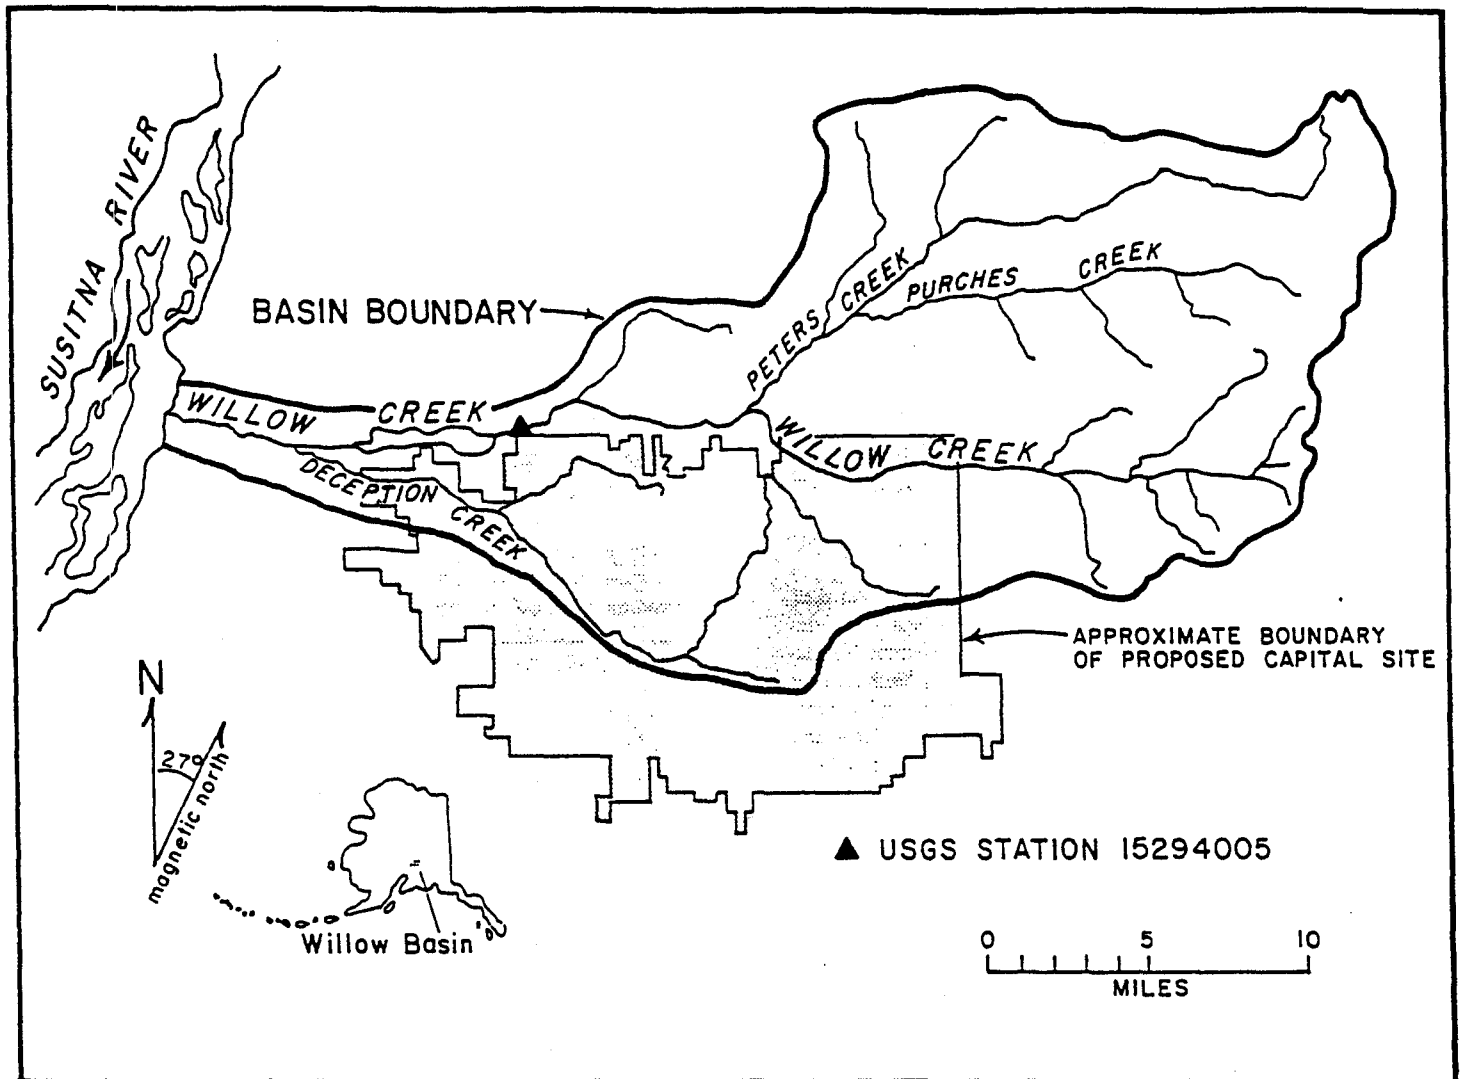 SUSITNA RIVER
BASIN BOUNDARY
PETERS CREEK
PURCHES CREEK
WILLOW CREEK
WILLOW CREEK
DECEPTION CREEK
APPROXIMATE BOUNDARY
OF PROPOSED CAPITAL SITE
N
27°
magnetic north
▲ USGS STATION 15294005
Willow Basin
0 5 10
MILES